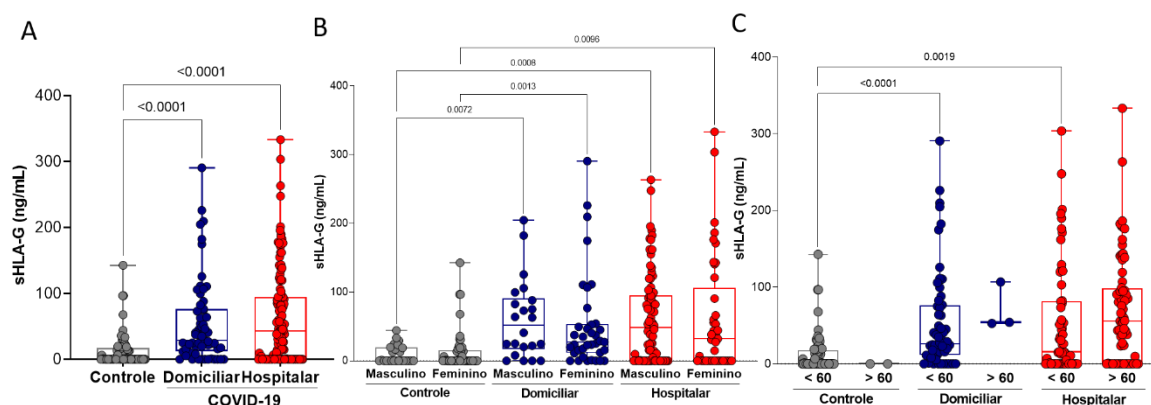 A
<0.0001
<0.0001
400
300
200
100
0
sHLA-G (ng/mL)
Controle Domiciliar Hospitalar
COVID-19
B
0.0096
0.0008
0.0013
0.0072
400
300
200
100
0
sHLA-G (ng/mL)
Masculino Feminino Masculino Feminino Masculino Feminino
Controle Domiciliar Hospitalar
C
0.0019
<0.0001
400
300
200
100
0
sHLA-G (ng/mL)
< 60 > 60 < 60 > 60 < 60 > 60
Controle Domiciliar Hospitalar